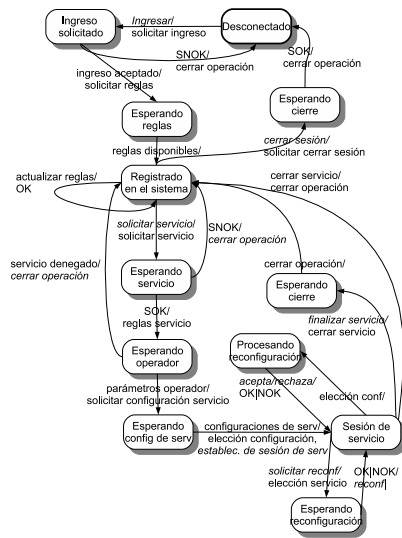 Ingreso
solicitado
Ingresar/
solicitar ingreso
Desconectado
SNOK/
cerrar operación
SOK/
cerrar operación
ingreso aceptado/
solicitar reglas
Esperando
reglas
Esperando
cierre
reglas disponibles/
cerrar sesión/
solicitar cerrar sesión
actualizar reglas/
OK
Registrado
en el sistema
cerrar servicio/
cerrar operación
solicitar servicio/
solicitar servicio
SNOK/
cerrar operación
servicio denegado/
cerrar operación
Esperando
servicio
cerrar operación/
Esperando
cierre
SOK/
reglas servicio
finalizar servicio/
cerrar servicio
Esperando
operador
Procesando
reconfiguración
acepta/rechaza/
OK|NOK
elección conf/
parámetros operador/
solicitar configuración servicio
Esperando
config de serv
configuraciones de serv/
elección configuración,
establec. de sesión de serv
Sesión de
servicio
solicitar reconf/
elección servicio
OK|NOK/
reconf|
Esperando
reconfiguración